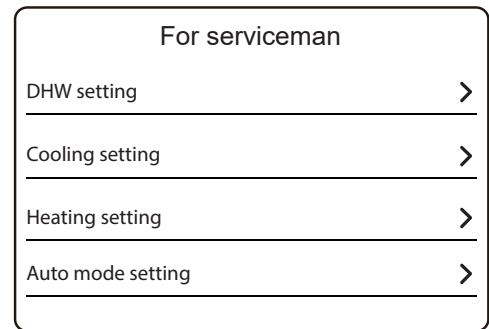 For serviceman
DHW setting
Cooling setting
Heating setting
Auto mode setting